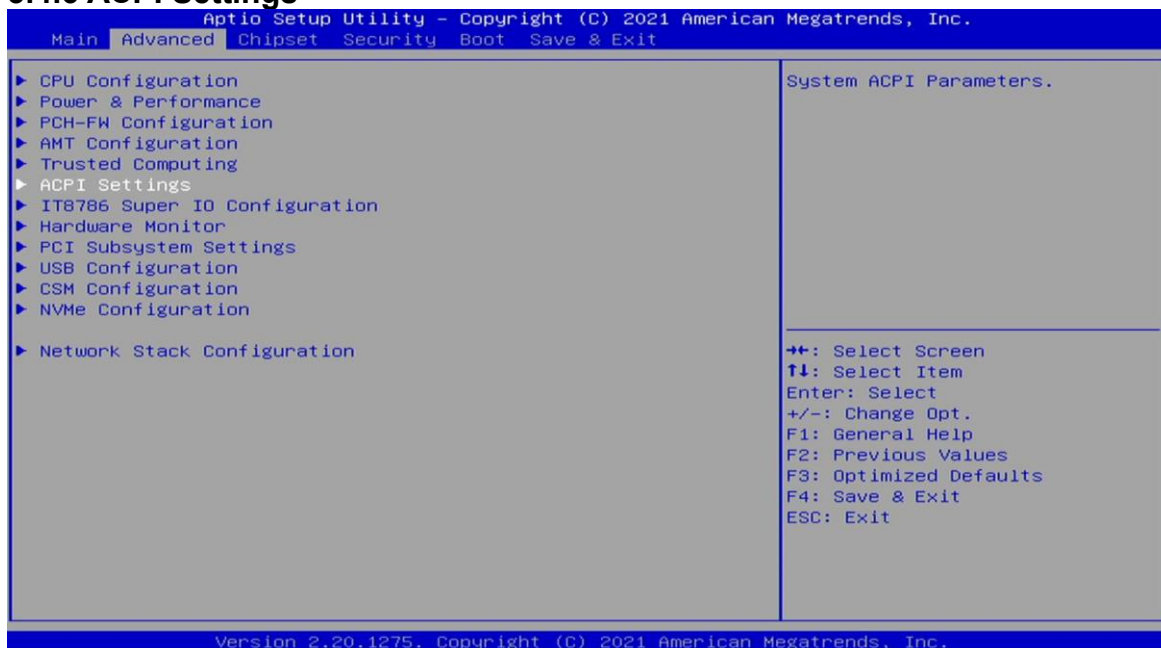 ACPI Settings
Aptio Setup Utility – Copyright (C) 2021 American Megatrends, Inc.
Main Advanced Chipset Security Boot Save & Exit
▶ CPU Configuration
▶ Power & Performance
▶ PCH-FW Configuration
▶ AMT Configuration
▶ Trusted Computing
▶ ACPI Settings
▶ IT8786 Super IO Configuration
▶ Hardware Monitor
▶ PCI Subsystem Settings
▶ USB Configuration
▶ CSM Configuration
▶ NVMe Configuration
▶ Network Stack Configuration
System ACPI Parameters.
→←: Select Screen
↑↓: Select Item
Enter: Select
+/-: Change Opt.
F1: General Help
F2: Previous Values
F3: Optimized Defaults
F4: Save & Exit
ESC: Exit
Version 2.20.1275. Copyright (C) 2021 American Megatrends, Inc.